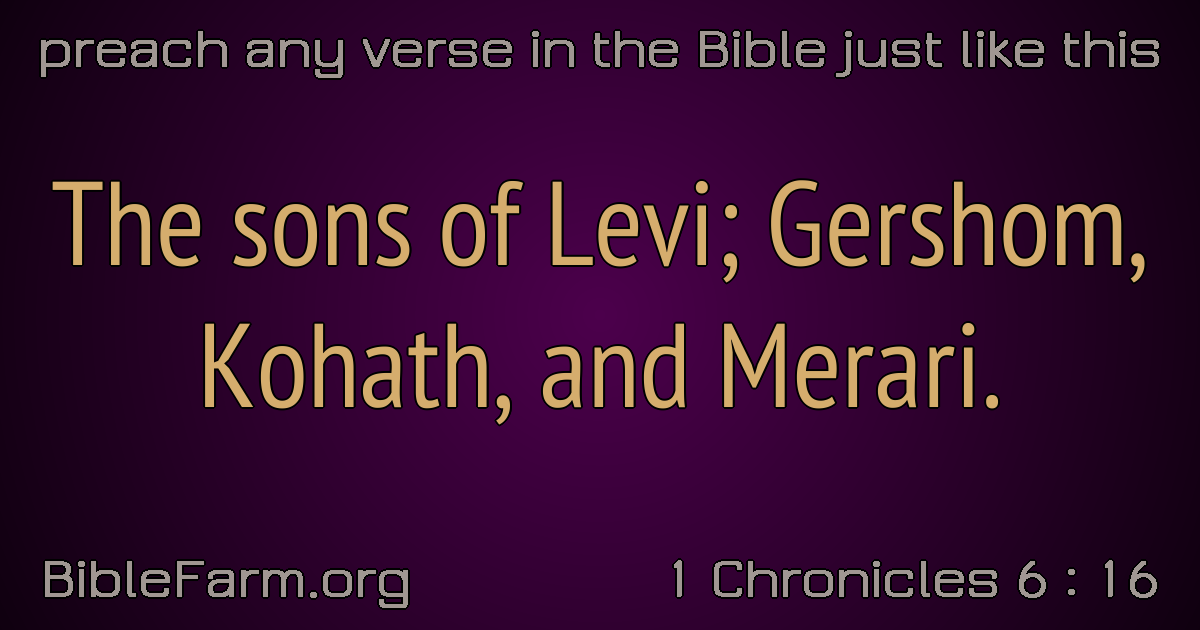 preach any verse in the Bible just like this
The sons of Levi; Gershom,
Kohath, and Merari.
BibleFarm.org
1 Chronicles 6 : 16